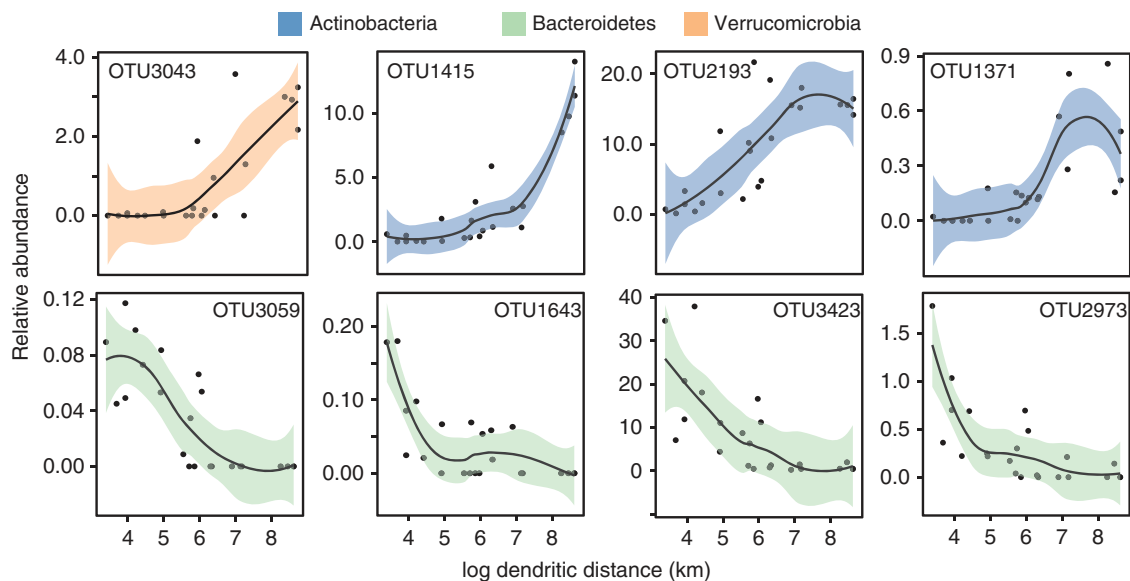 Actinobacteria Bacteroidetes Verrucomicrobia
Relative abundance
OTU3043
4.0
2.0
0.0
OTU1415
10.0
5.0
0.0
OTU2193
20.0
10.0
0.0
OTU1371
0.9
0.6
0.3
0.0
OTU3059
0.12
0.08
0.04
0.00
4 5 6 7 8
OTU1643
0.20
0.10
0.00
4 5 6 7 8
OTU3423
40
30
20
10
0
4 5 6 7 8
OTU2973
1.5
1.0
0.5
0.0
4 5 6 7 8
log dendritic distance (km)